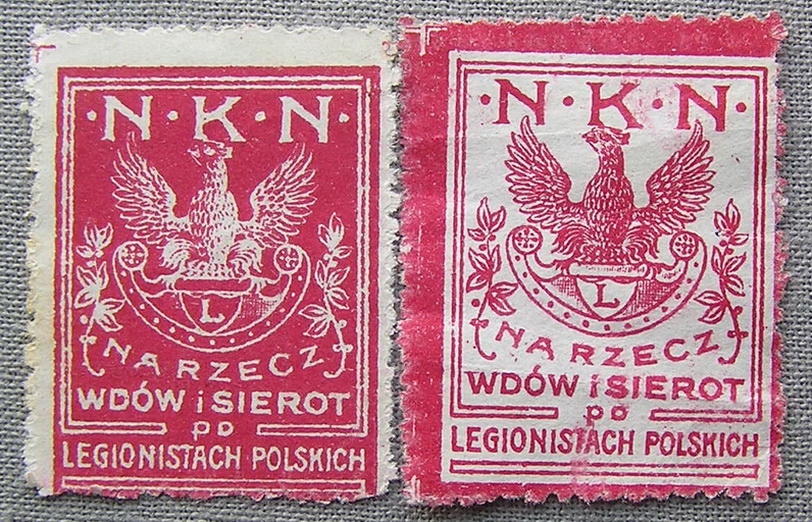 ·N·K·N·
L
NA RZECZ
WDÓW i SIEROT
po
LEGIONISTACH POLSKICH
·N·K·N·
L
NA RZECZ
WDÓW i SIEROT
po
LEGIONISTACH POLSKICH